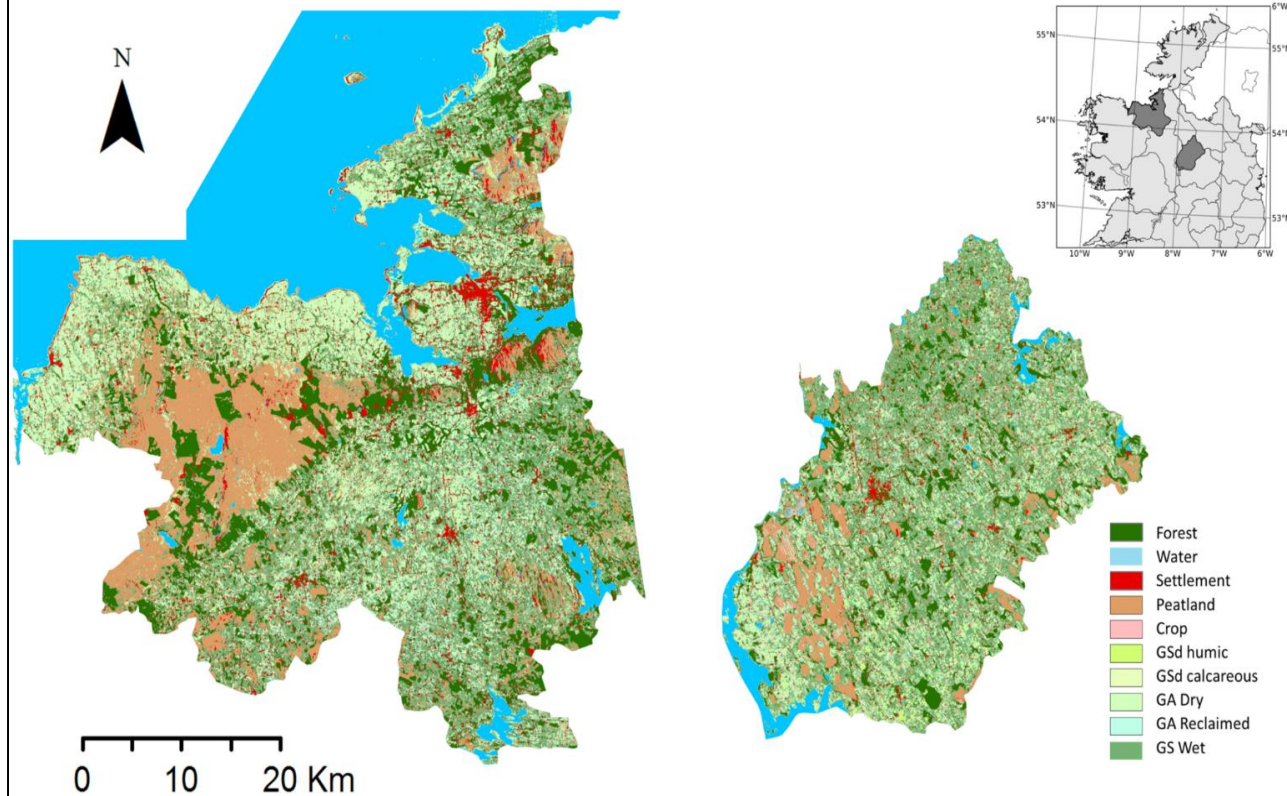 N
0 10 20 Km
6°W
55°N
55°N
54°N
54°N
53°N
53°N
10°W 9°W 8°W 7°W 6°W
Forest
Water
Settlement
Peatland
Crop
GSd humic
GSd calcareous
GA Dry
GA Reclaimed
GS Wet